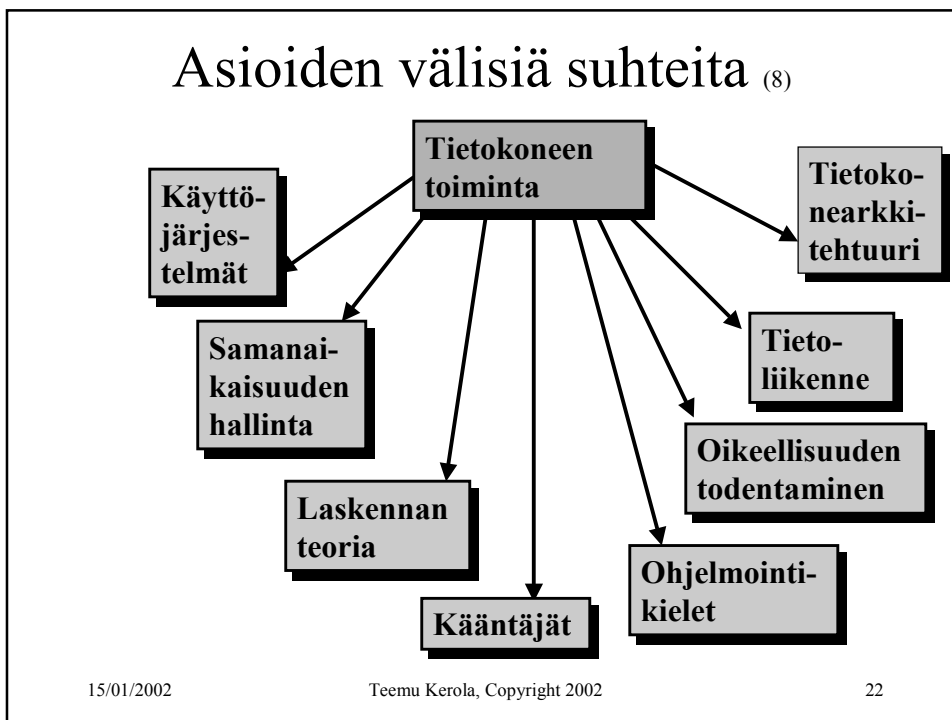 Asioiden välisiä suhteita (8)
Tietokoneen
toiminta
Käyttö-
järjes-
telmät
Tietoko-
nearkki-
tehtuuri
Samanai-
kaisuuden
hallinta
Tieto-
liikenne
Oikeellisuuden
todentaminen
Laskennan
teoria
Ohjelmointi-
kielet
Kääntäjät
15/01/2002
Teemu Kerola, Copyright 2002
22